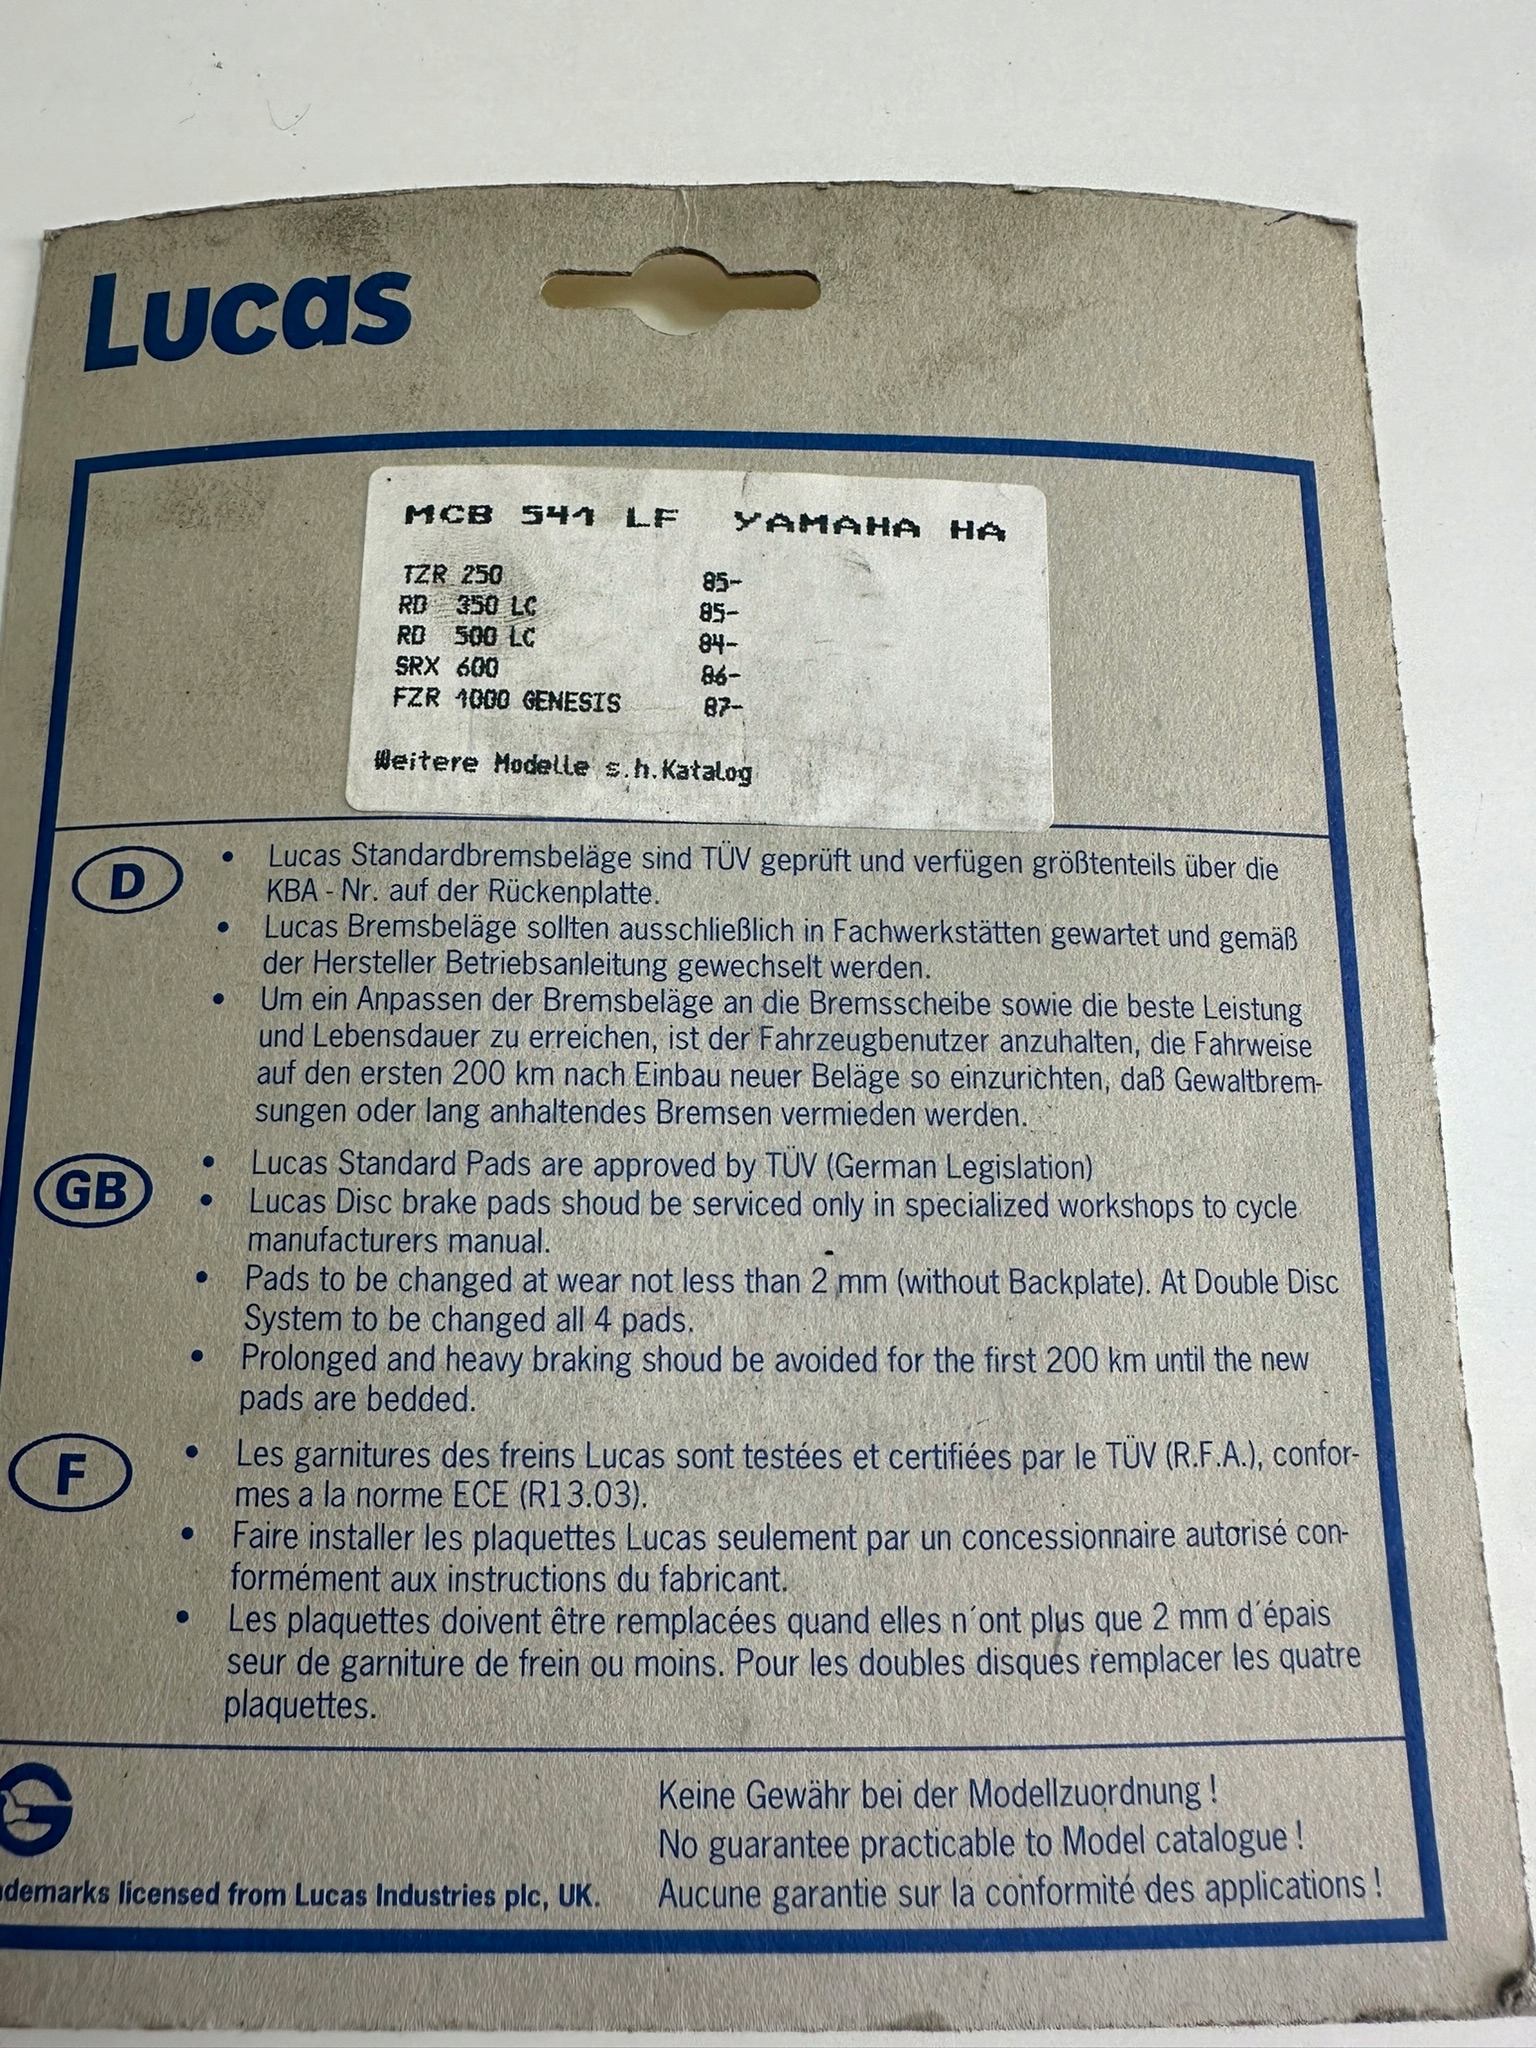 Lucas
MCB 541 LF YAMAHA HA
TZR 250 85-
RD 350 LC 85-
RD 500 LC 84-
SRX 600 86-
FZR 1000 GENESIS 87-
Weitere Modelle s.h.Katalog
D
• Lucas Standardbremsbeläge sind TÜV geprüft und verfügen größtenteils über die
KBA - Nr. auf der Rückenplatte.
• Lucas Bremsbeläge sollten ausschließlich in Fachwerkstätten gewartet und gemäß
der Hersteller Betriebsanleitung gewechselt werden.
• Um ein Anpassen der Bremsbeläge an die Bremsscheibe sowie die beste Leistung
und Lebensdauer zu erreichen, ist der Fahrzeugbenutzer anzuhalten, die Fahrweise
auf den ersten 200 km nach Einbau neuer Beläge so einzurichten, daß Gewaltbrem-
sungen oder lang anhaltendes Bremsen vermieden werden.
GB
• Lucas Standard Pads are approved by TÜV (German Legislation)
• Lucas Disc brake pads shoud be serviced only in specialized workshops to cycle
manufacturers manual.
• Pads to be changed at wear not less than 2 mm (without Backplate). At Double Disc
System to be changed all 4 pads.
• Prolonged and heavy braking shoud be avoided for the first 200 km until the new
pads are bedded.
F
• Les garnitures des freins Lucas sont testées et certifiées par le TÜV (R.F.A.), confor-
mes a la norme ECE (R13.03).
• Faire installer les plaquettes Lucas seulement par un concessionnaire autorisé con-
formément aux instructions du fabricant.
• Les plaquettes doivent être remplacées quand elles n´ont plus que 2 mm d´épais
seur de garniture de frein ou moins. Pour les doubles disques remplacer les quatre
plaquettes.
Keine Gewähr bei der Modellzuordnung !
No guarantee practicable to Model catalogue !
Aucune garantie sur la conformité des applications !
demarks licensed from Lucas Industries plc, UK.